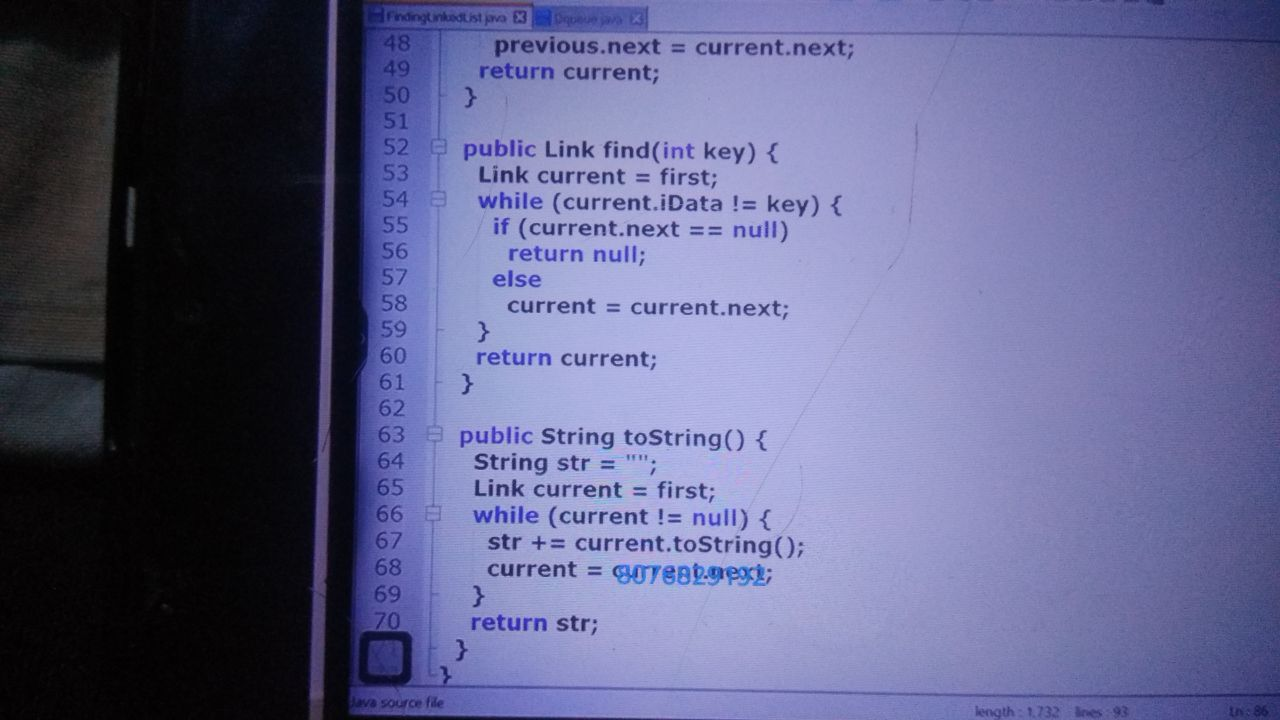 FindingLinkedList.java
Dqueue.java
48 previous.next = current.next;
49 return current;
50 }
51
52 public Link find(int key) {
53 Link current = first;
54 while (current.iData != key) {
55 if (current.next == null)
56 return null;
57 else
58 current = current.next;
59 }
60 return current;
61 }
62
63 public String toString() {
64 String str = "";
65 Link current = first;
66 while (current != null) {
67 str += current.toString();
68 current = current.next;
8076829192
69 }
70 return str;
}
}
Java source file
length : 1,732 lines : 93
Ln : 86